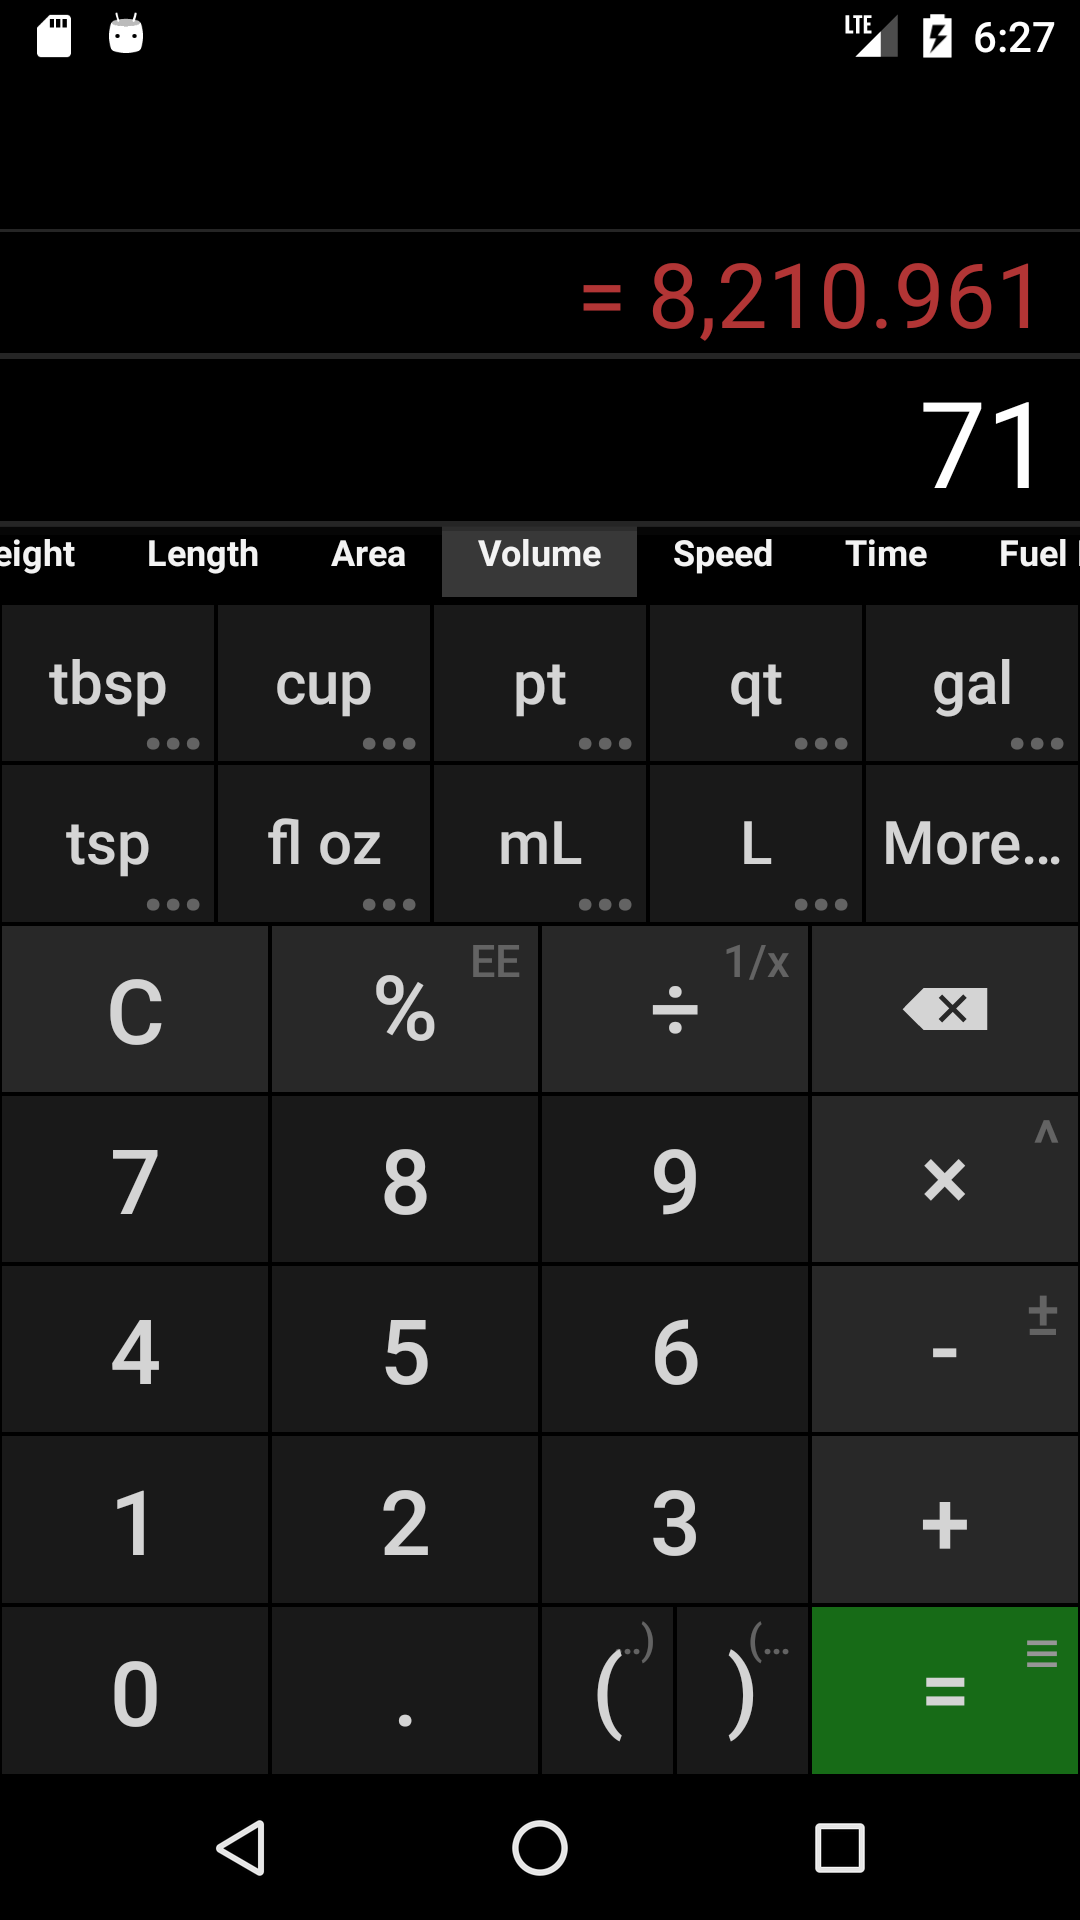 LTE 6:27
= 8,210.961
71
eight Length Area Volume Speed Time Fuel
tbsp cup pt qt gal
tsp fl oz mL L More...
C % EE ÷ 1/x
7 8 9 × ^
4 5 6 - ±
1 2 3 +
0 . ( ..) ) (... =